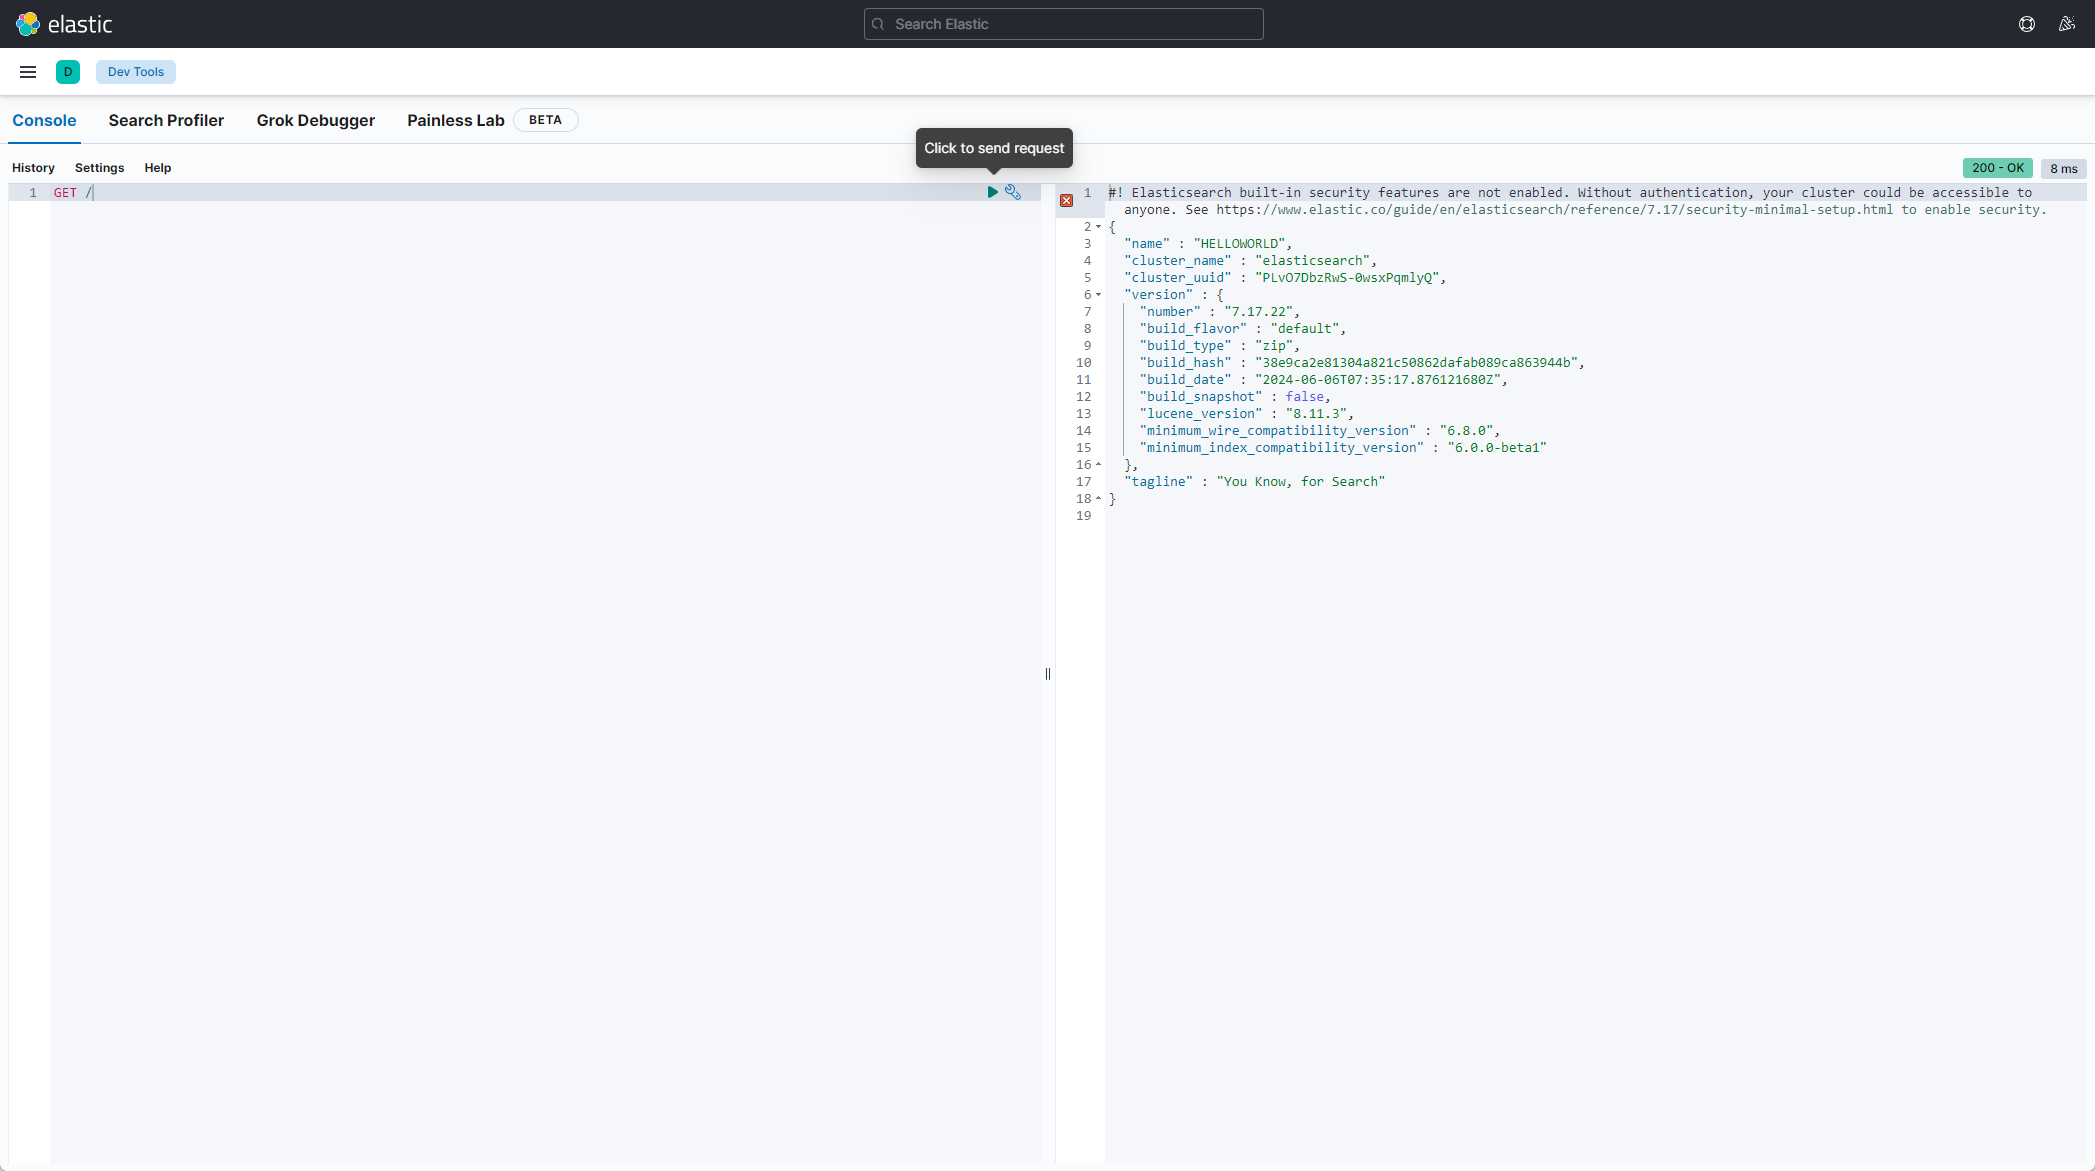 elastic
Search Elastic
D
Dev Tools
Console
Search Profiler
Grok Debugger
Painless Lab
BETA
Click to send request
History
Settings
Help
200 - OK
8 ms
1
GET /
1 #! Elasticsearch built-in security features are not enabled. Without authentication, your cluster could be accessible to
anyone. See https://www.elastic.co/guide/en/elasticsearch/reference/7.17/security-minimal-setup.html to enable security.
2 {
3 "name" : "HELLOWORLD",
4 "cluster_name" : "elasticsearch",
5 "cluster_uuid" : "PLvO7DbzRwS-0wsxPqmlyQ",
6 "version" : {
7 "number" : "7.17.22",
8 "build_flavor" : "default",
9 "build_type" : "zip",
10 "build_hash" : "38e9ca2e81304a821c50862dafab089ca863944b",
11 "build_date" : "2024-06-06T07:35:17.876121680Z",
12 "build_snapshot" : false,
13 "lucene_version" : "8.11.3",
14 "minimum_wire_compatibility_version" : "6.8.0",
15 "minimum_index_compatibility_version" : "6.0.0-beta1"
16 },
17 "tagline" : "You Know, for Search"
18 }
19